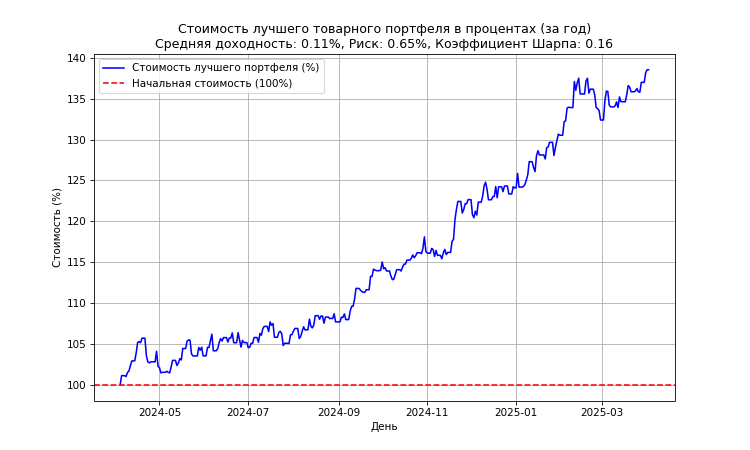 Стоимость лучшего товарного портфеля в процентах (за год)
Средняя доходность: 0.11%, Риск: 0.65%, Коэффициент Шарпа: 0.16
Стоимость лучшего портфеля (%)
Начальная стоимость (100%)
Стоимость (%)
140
135
130
125
120
115
110
105
100
2024-05
2024-07
2024-09
2024-11
2025-01
2025-03
День